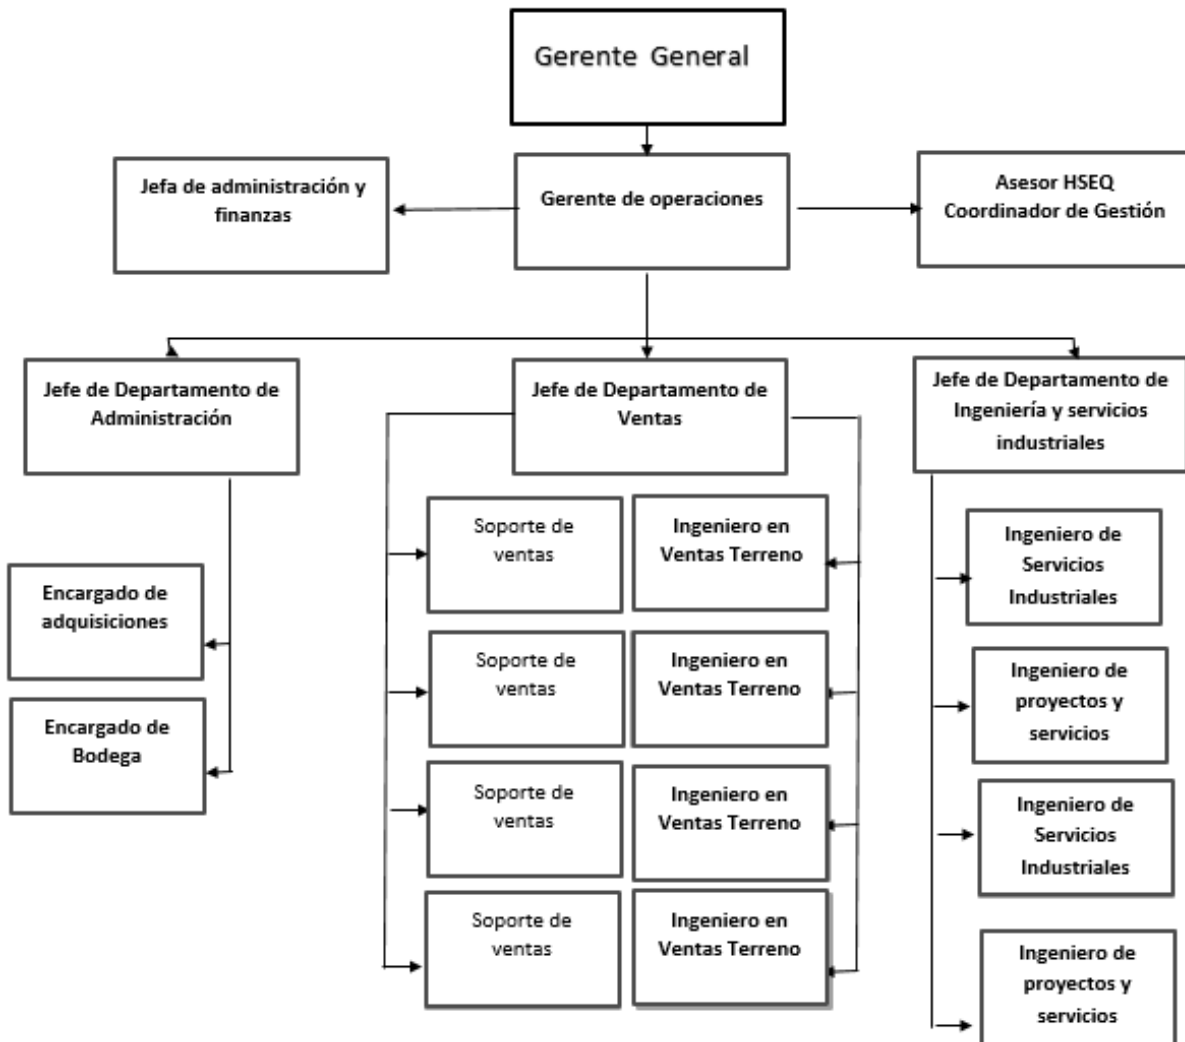 Gerente General
Jefa de administración y
finanzas
Gerente de operaciones
Asesor HSEQ
Coordinador de Gestión
Jefe de Departamento de
Administración
Jefe de Departamento de
Ventas
Jefe de Departamento de
Ingeniería y servicios
industriales
Encargado de
adquisiciones
Encargado de
Bodega
Soporte de
ventas
Ingeniero en
Ventas Terreno
Soporte de
ventas
Ingeniero en
Ventas Terreno
Soporte de
ventas
Ingeniero en
Ventas Terreno
Soporte de
ventas
Ingeniero en
Ventas Terreno
Ingeniero de
Servicios
Industriales
Ingeniero de
proyectos y
servicios
Ingeniero de
Servicios
Industriales
Ingeniero de
proyectos y
servicios